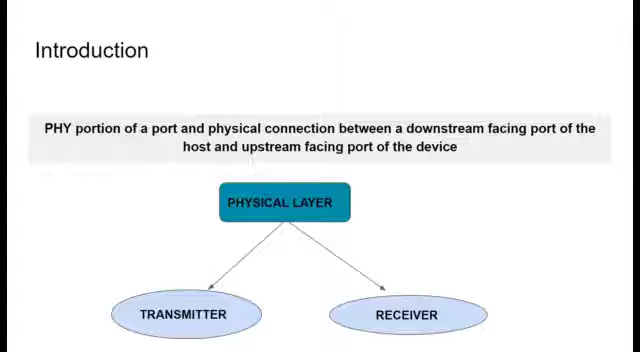 Introduction
PHY portion of a port and physical connection between a downstream facing port of the
host and upstream facing port of the device
PHYSICAL LAYER
TRANSMITTER
RECEIVER